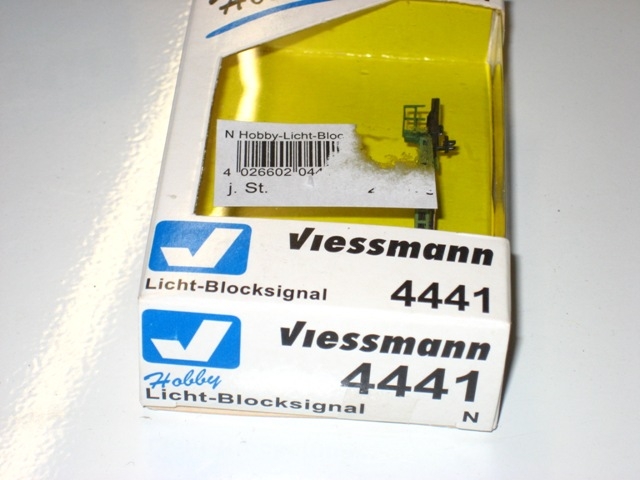 N Hobby-Licht-Bloc
4 026602 04
j. St.
Viessmann
Licht-Blocksignal
4441
Viessmann
Hobby
4441
Licht-Blocksignal
N